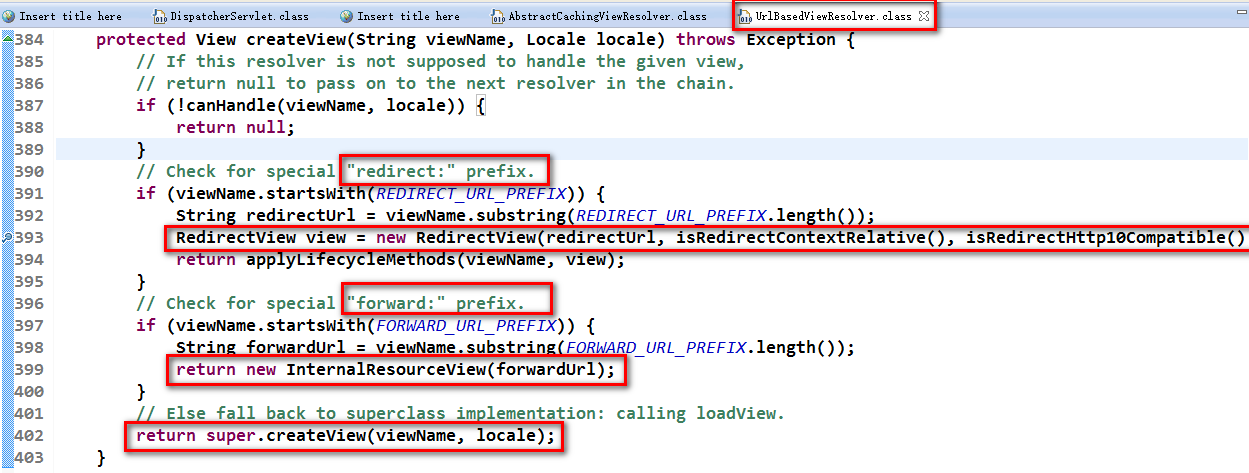 Insert title here DispatcherServlet.class Insert title here AbstractCachingViewResolver.class UrlBasedViewResolver.class
384 protected View createView(String viewName, Locale locale) throws Exception {
385 // If this resolver is not supposed to handle the given view,
386 // return null to pass on to the next resolver in the chain.
387 if (!canHandle(viewName, locale)) {
388 return null;
389 }
390 // Check for special "redirect:" prefix.
391 if (viewName.startsWith(REDIRECT_URL_PREFIX)) {
392 String redirectUrl = viewName.substring(REDIRECT_URL_PREFIX.length());
393 RedirectView view = new RedirectView(redirectUrl, isRedirectContextRelative(), isRedirectHttp10Compatible()
394 return applyLifecycleMethods(viewName, view);
395 }
396 // Check for special "forward:" prefix.
397 if (viewName.startsWith(FORWARD_URL_PREFIX)) {
398 String forwardUrl = viewName.substring(FORWARD_URL_PREFIX.length());
399 return new InternalResourceView(forwardUrl);
400 }
401 // Else fall back to superclass implementation: calling loadView.
402 return super.createView(viewName, locale);
403 }